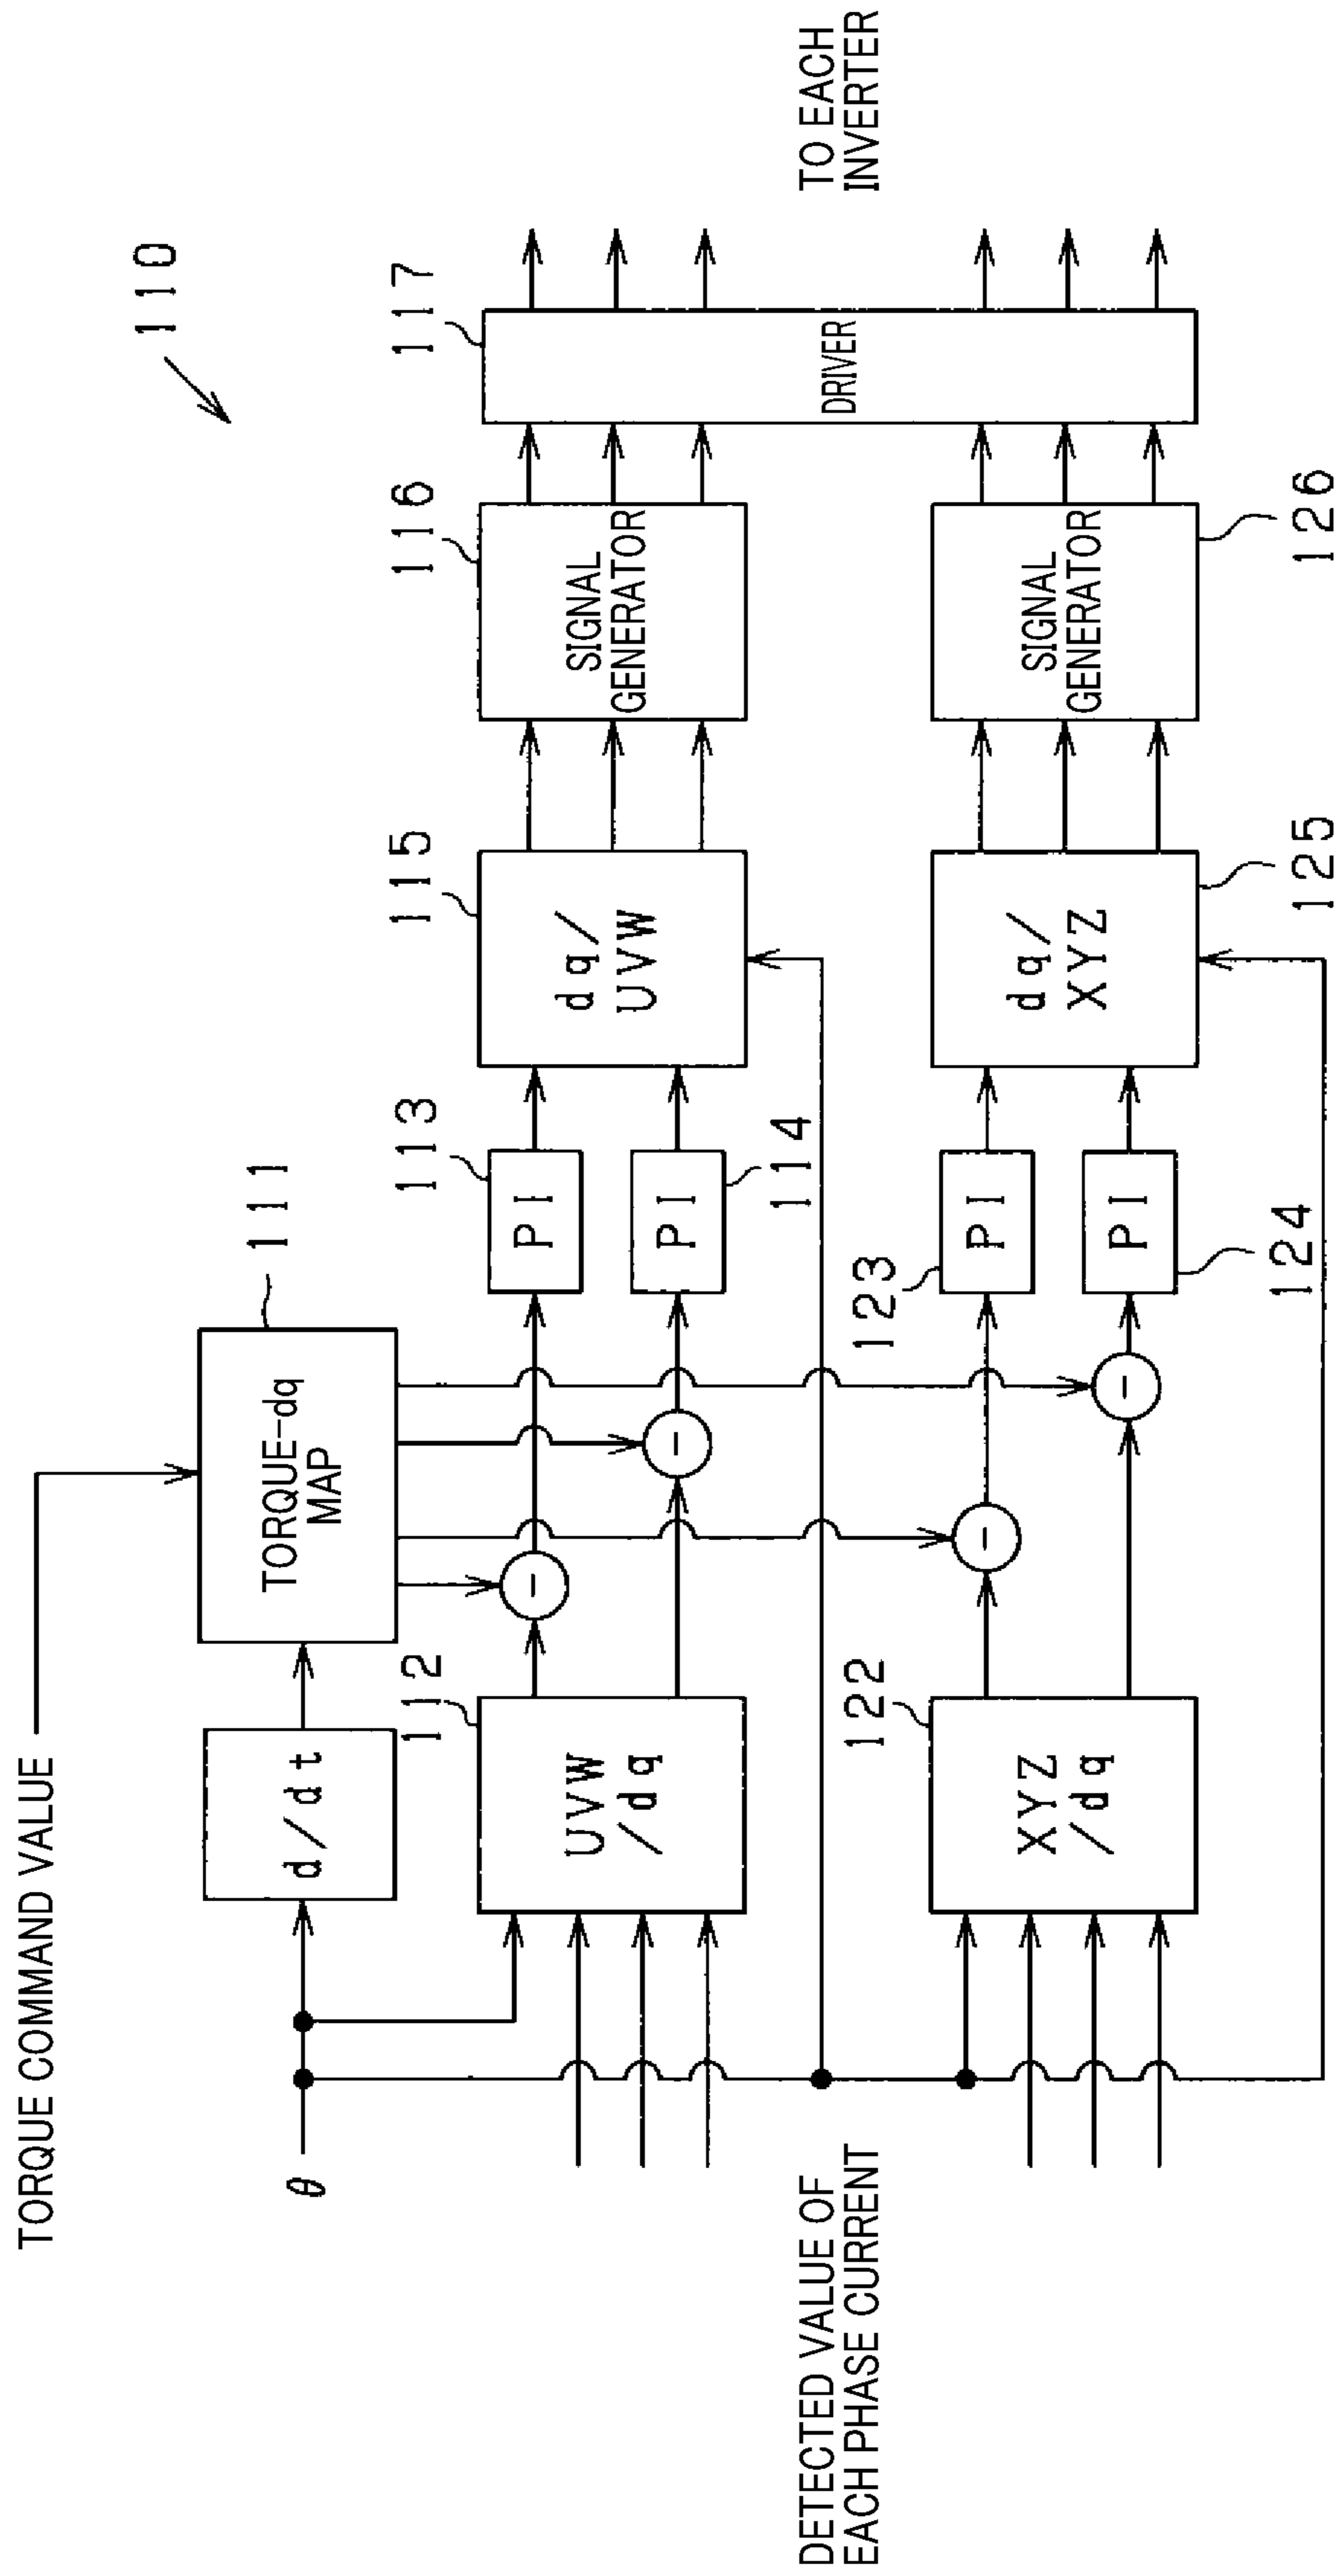 110
TORQUE COMMAND VALUE
111
TORQUE-dq
MAP
d/dt
θ
112
UVW
/dq
113
PI
PI
114
115
dq/
UVW
116
SIGNAL
GENERATOR
117
DRIVER
TO EACH
INVERTER
DETECTED VALUE OF
EACH PHASE CURRENT
122
XYZ
/dq
123
PI
PI
124
dq/
XYZ
125
SIGNAL
GENERATOR
126
-
-
-
-